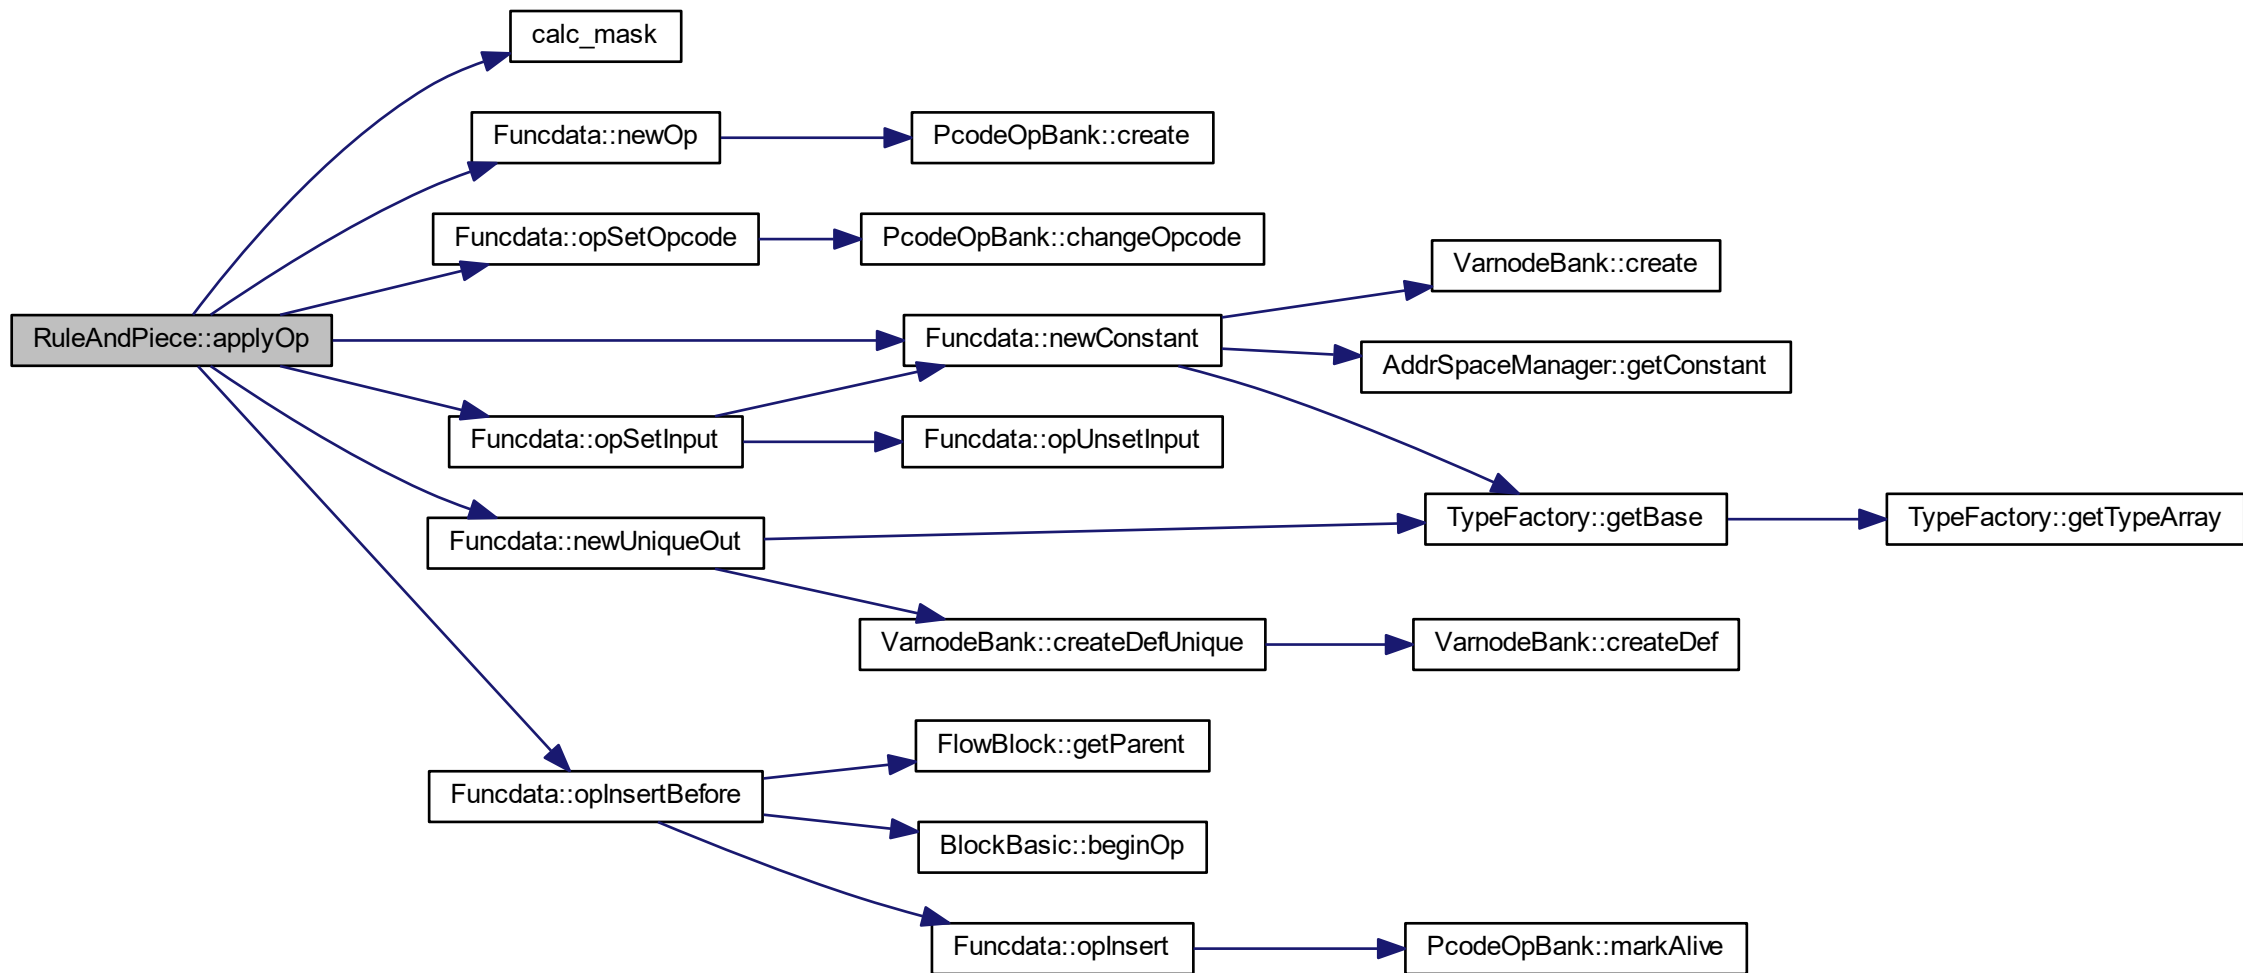 calc_mask
Funcdata::newOp
PcodeOpBank::create
Funcdata::opSetOpcode
PcodeOpBank::changeOpcode
VarnodeBank::create
RuleAndPiece::applyOp
Funcdata::newConstant
AddrSpaceManager::getConstant
Funcdata::opSetInput
Funcdata::opUnsetInput
TypeFactory::getBase
TypeFactory::getTypeArray
Funcdata::newUniqueOut
VarnodeBank::createDefUnique
VarnodeBank::createDef
FlowBlock::getParent
Funcdata::opInsertBefore
BlockBasic::beginOp
Funcdata::opInsert
PcodeOpBank::markAlive